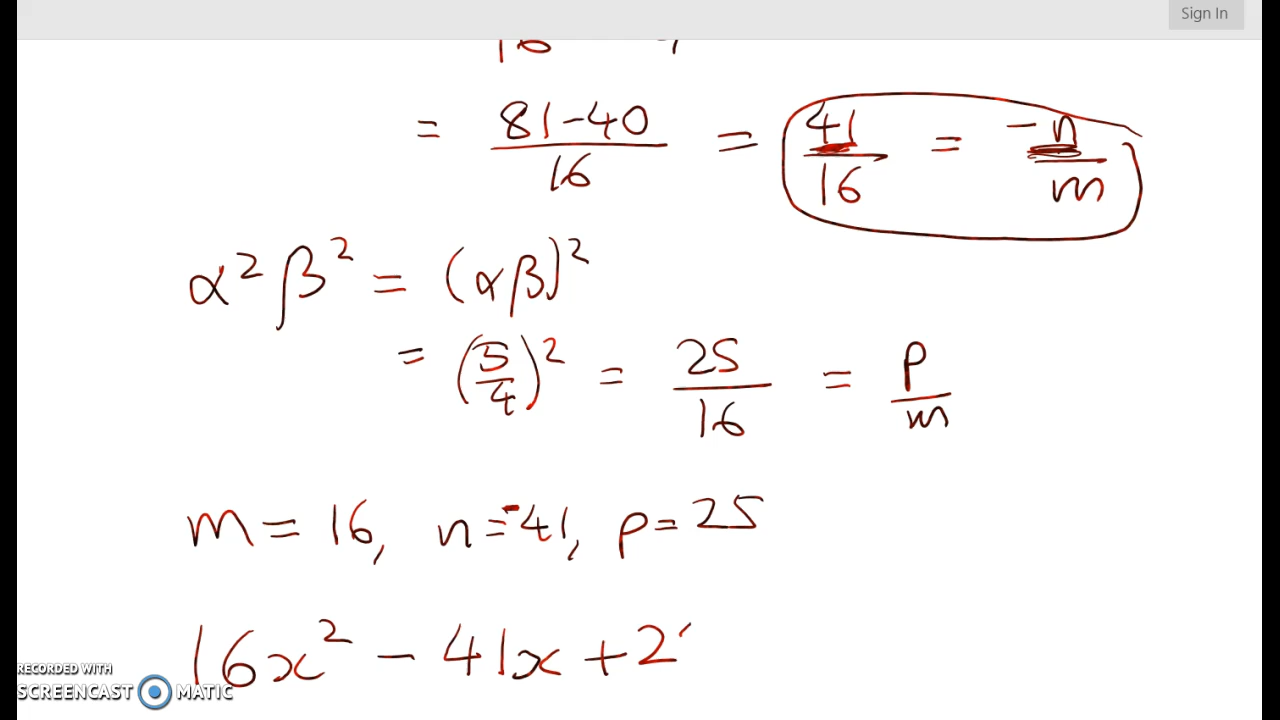 Sign In
16
= 81-40/16 = 41/16 = -n/m
α²β² = (αβ)²
= (5/4)² = 25/16 = p/m
m = 16, n = -41, p = 25
16x² - 41x + 2
RECORDED WITH
SCREENCAST MATIC